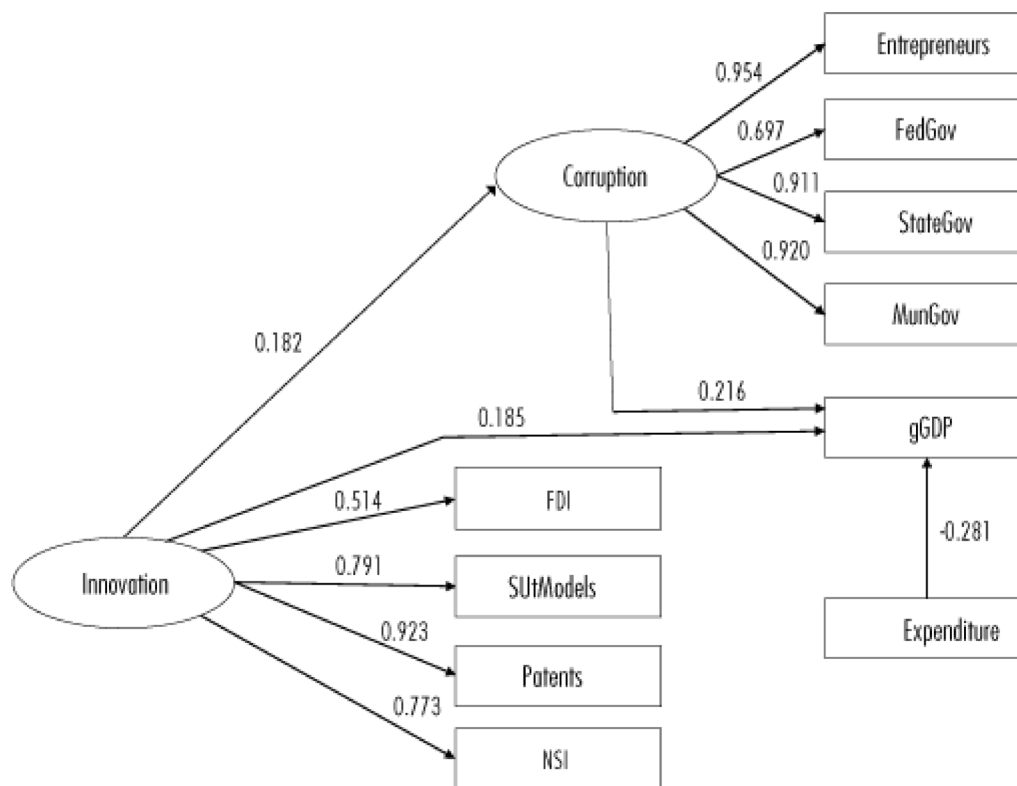 Entrepreneurs
0.954
FedGov
0.697
Corruption
0.911
StateGov
0.920
MunGov
0.182
0.216
0.185
gGDP
0.514
FDI
-0.281
0.791
Innovation
SUtModels
0.923
Expenditure
Patents
0.773
NSI